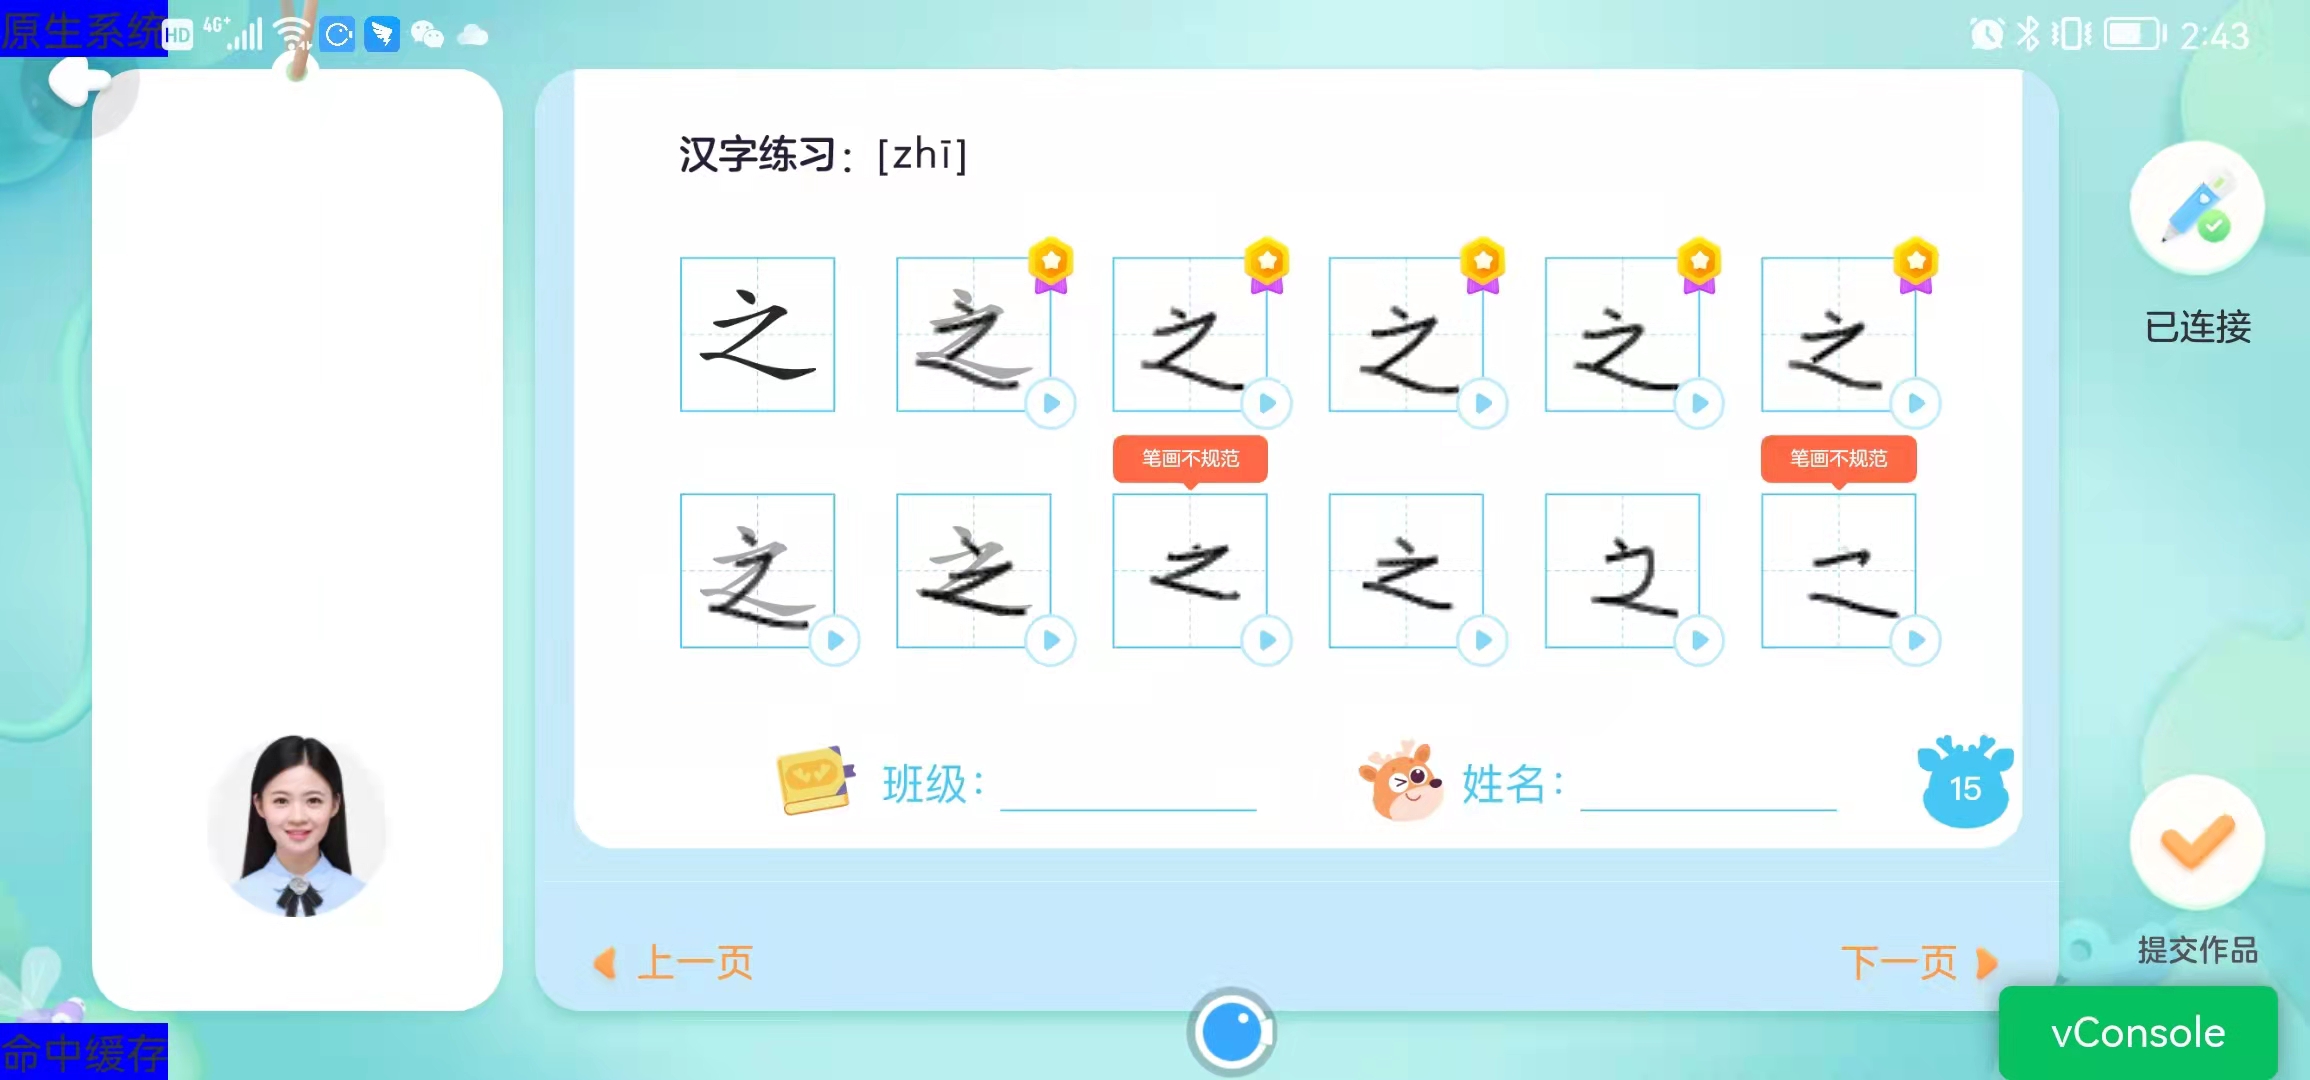 原生系统 HD 4G+ 2:43
汉字练习：[zhī]
之 之 之 之 之 之
笔画不规范 笔画不规范
之 之 之 之
班级：
姓名：
15
上一页
下一页
已连接
提交作品
vConsole
命中缓存